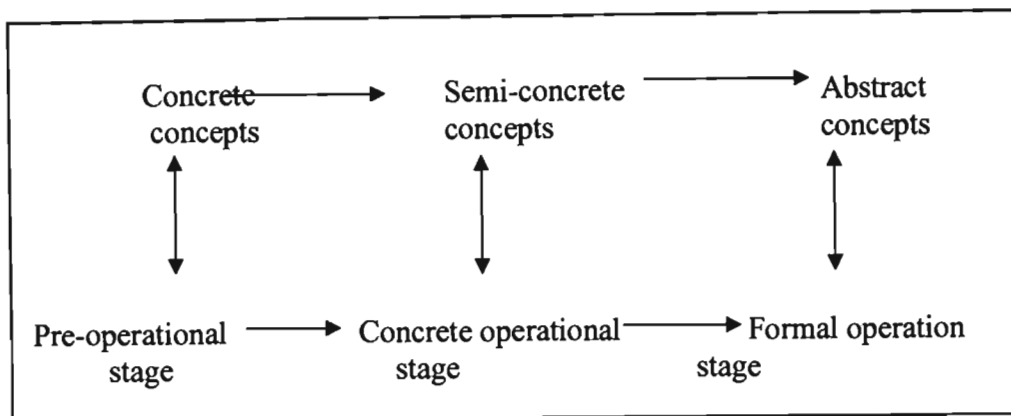 Concrete
concepts
Semi-concrete
concepts
Abstract
concepts
Pre-operational
stage
Concrete operational
stage
Formal operation
stage